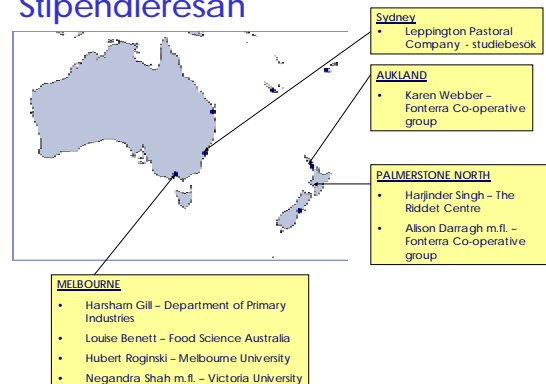 Stipendieresan
Sydney
• Leppington Pastoral
Company - studiebesök
AUKLAND
• Karen Webber –
Fonterra Co-operative
group
PALMERSTONE NORTH
• Harjinder Singh – The
Riddet Centre
• Alison Darragh m.fl. –
Fonterra Co-operative
group
MELBOURNE
• Harsharn Gill – Department of Primary
Industries
• Louise Benett – Food Science Australia
• Hubert Roginski – Melbourne University
• Negandra Shah m.fl. – Victoria University